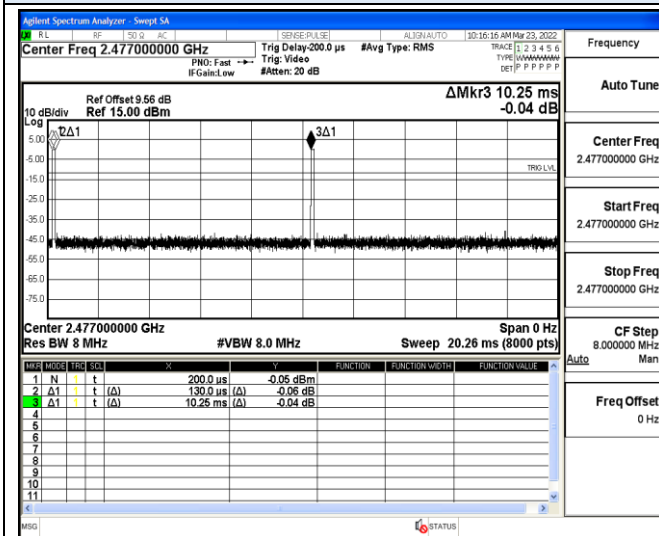 Agilent Spectrum Analyzer - Swept SA
RL RF 50 Ω AC SENSE:PULSE ALIGNAUTO 10:16:16 AM Mar 23, 2022
Center Freq 2.477000000 GHz Trig Delay-200.0 µs #Avg Type: RMS TRACE 1 2 3 4 5 6
PNO: Fast Trig: Video TYPE
IFGain:Low #Atten: 20 dB DET P P P P P P
Ref Offset 9.56 dB ΔMkr3 10.25 ms
10 dB/div Ref 15.00 dBm -0.04 dB
Log
5.00
-5.00
-15.0
-25.0
-35.0
-45.0
-55.0
-65.0
-75.0
2Δ1
3Δ1
TRIG LVL
Center 2.477000000 GHz Span 0 Hz
Res BW 8 MHz #VBW 8.0 MHz Sweep 20.26 ms (8000 pts)
MKR MODE TRC SCL X Y FUNCTION FUNCTION WIDTH FUNCTION VALUE
1 N 1 t 200.0 us -0.05 dBm
2 Δ1 1 t (Δ) 130.0 us (Δ) -0.06 dB
3 Δ1 1 t (Δ) 10.25 ms (Δ) -0.04 dB
4
5
6
7
8
9
10
11
MSG STATUS
Frequency
Auto Tune
Center Freq
2.477000000 GHz
Start Freq
2.477000000 GHz
Stop Freq
2.477000000 GHz
CF Step
8.000000 MHz
Auto Man
Freq Offset
0 Hz